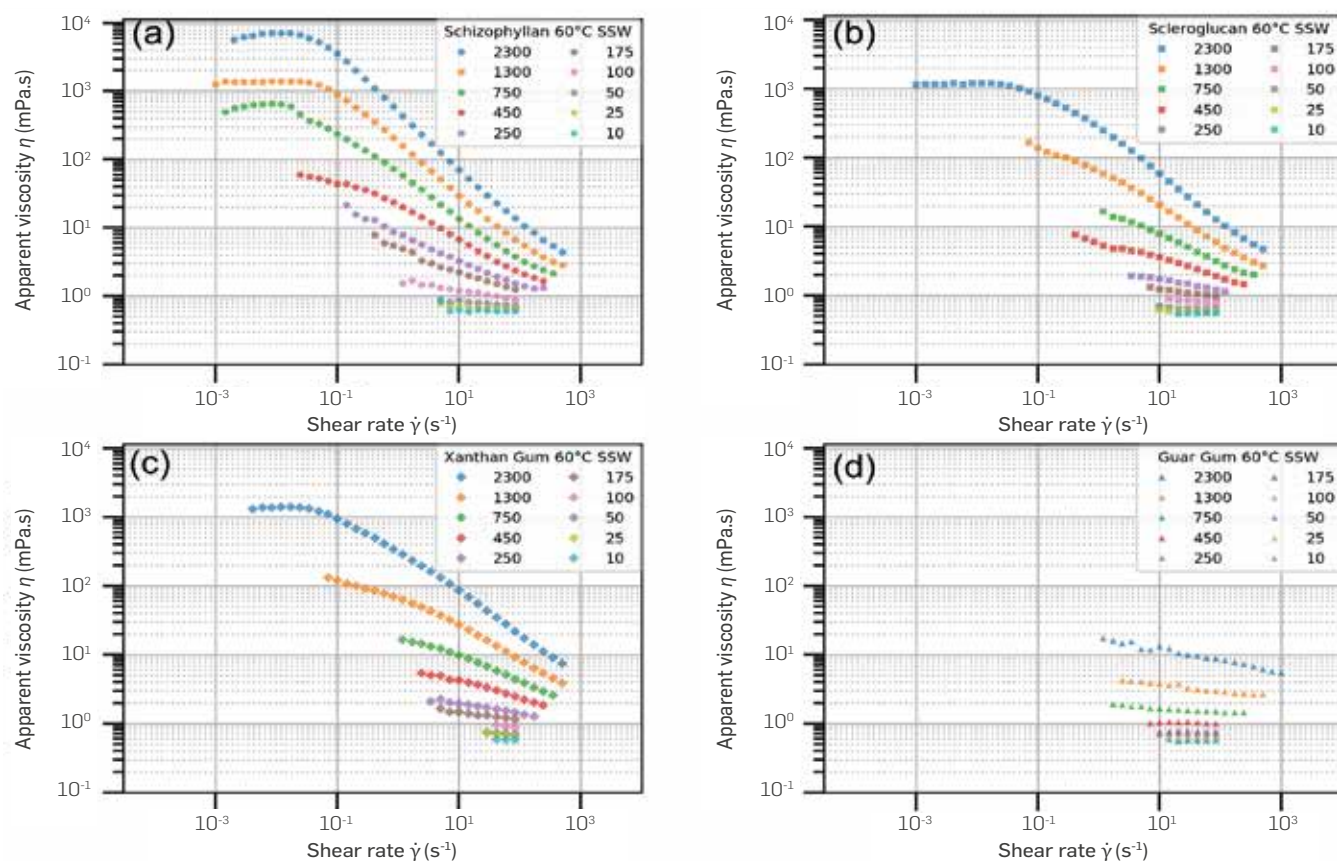 (a)
Schizophyllan 60°C SSW
2300 175
1300 100
750 50
450 25
250 10
10⁴
10³
10²
10¹
10⁰
10⁻¹
Apparent viscosity η (mPa.s)
10⁻³ 10⁻¹ 10¹ 10³
Shear rate γ̇ (s⁻¹)
(b)
Scleroglucan 60°C SSW
2300 175
1300 100
750 50
450 25
250 10
10⁴
10³
10²
10¹
10⁰
10⁻¹
Apparent viscosity η (mPa.s)
10⁻³ 10⁻¹ 10¹ 10³
Shear rate γ̇ (s⁻¹)
(c)
Xanthan Gum 60°C SSW
2300 175
1300 100
750 50
450 25
250 10
10⁴
10³
10²
10¹
10⁰
10⁻¹
Apparent viscosity η (mPa.s)
10⁻³ 10⁻¹ 10¹ 10³
Shear rate γ̇ (s⁻¹)
(d)
Guar Gum 60°C SSW
2300 175
1300 100
750 50
450 25
250 10
10⁴
10³
10²
10¹
10⁰
10⁻¹
Apparent viscosity η (mPa.s)
10⁻³ 10⁻¹ 10¹ 10³
Shear rate γ̇ (s⁻¹)